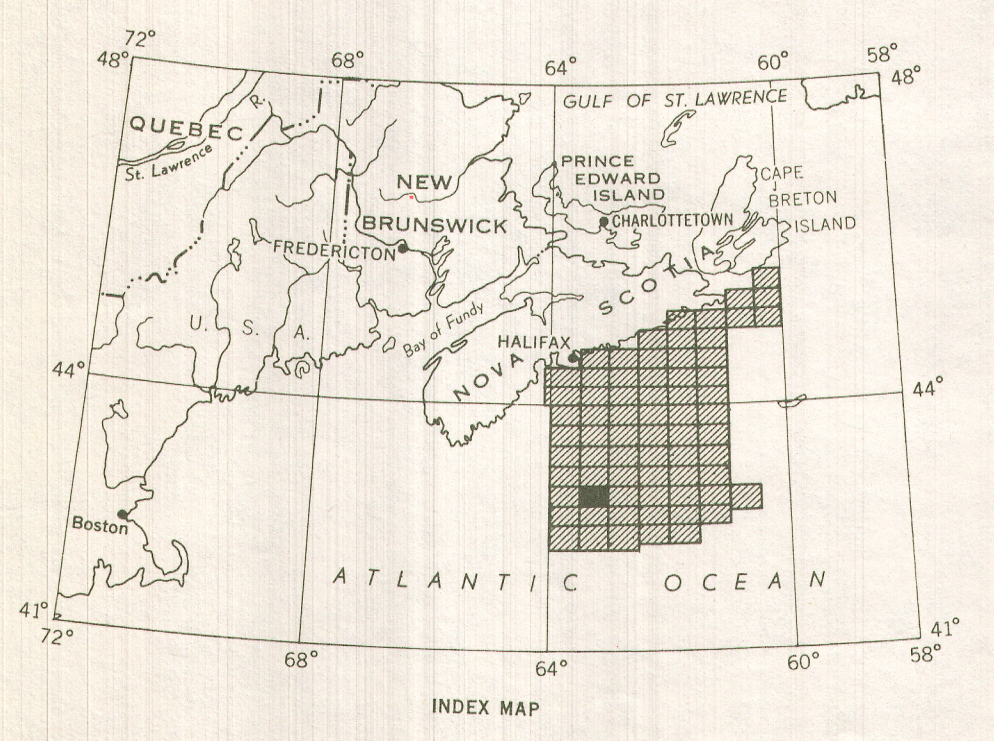 72°
68°
64°
60°
58°
48°
48°
GULF OF ST. LAWRENCE
R.
QUEBEC
St. Lawrence
PRINCE
EDWARD
ISLAND
CAPE
BRETON
ISLAND
NEW
BRUNSWICK
CHARLOTTETOWN
FREDERICTON
NOVA SCOTIA
U. S. A.
Bay of Fundy
HALIFAX
44°
44°
Boston
ATLANTIC OCEAN
41°
72°
68°
64°
60°
41°
58°
INDEX MAP